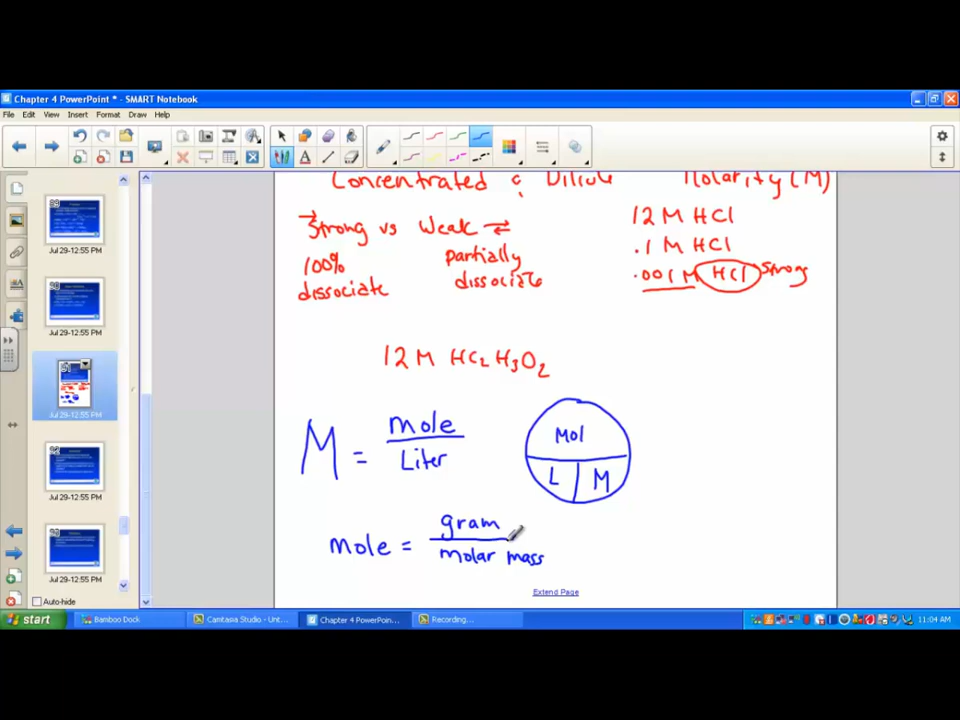 Chapter 4 PowerPoint * - SMART Notebook
File Edit View Insert Format Draw Help
Concentrated & Dilute Molarity (M)
Strong vs Weak ⇌
100% dissociate
partially dissociate
12 M HCl
.1 M HCl
.001 M HCl Strong
12 M HC2H3O2
M = mole / Liter
Mol
L M
mole = gram / molar mass
Extend Page
Jul 29-12:55 PM
Jul 29-12:55 PM
Jul 29-12:55 PM
Jul 29-12:55 PM
Jul 29-12:55 PM
Auto-hide
start Bamboo Dock Camtasia Studio - Unt... Chapter 4 PowerPoin... Recording... 11:04 AM